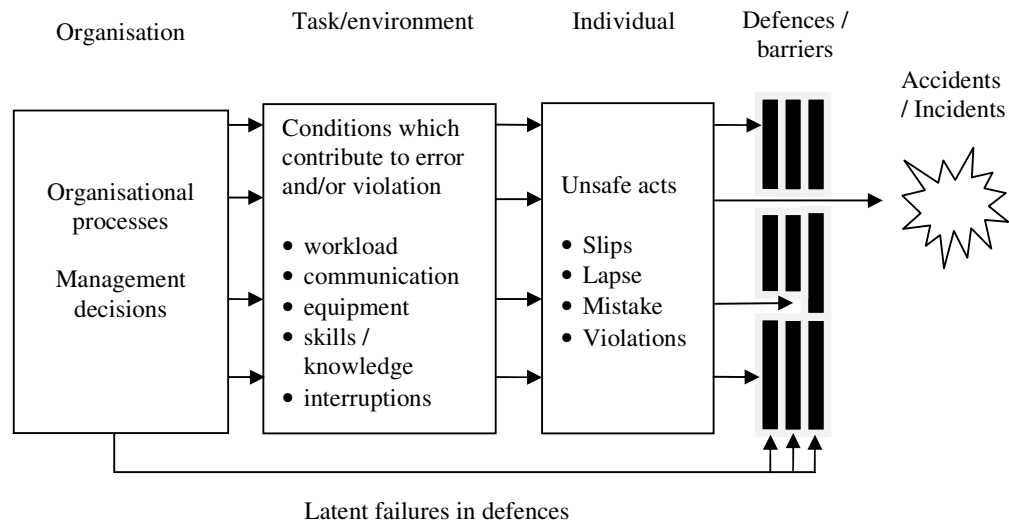 Organisation
Task/environment
Individual
Defences /
barriers
Accidents
/ Incidents
Organisational
processes
Management
decisions
Conditions which
contribute to error
and/or violation
• workload
• communication
• equipment
• skills /
knowledge
• interruptions
Unsafe acts
• Slips
• Lapse
• Mistake
• Violations
Latent failures in defences